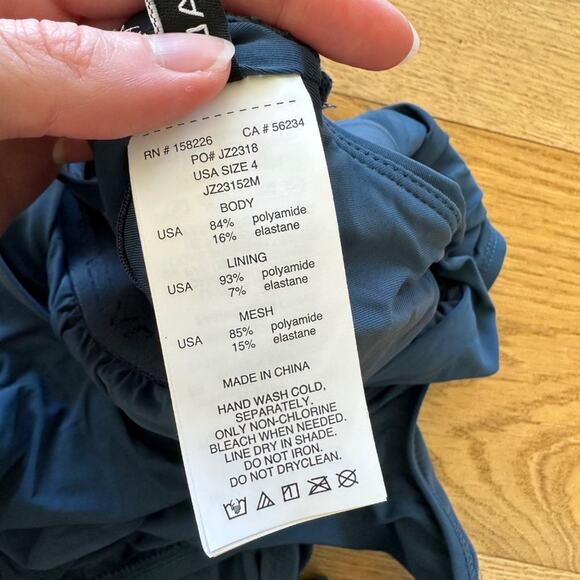 RN # 158226 CA # 56234
PO# JZ2318
USA SIZE 4
JZ23152M
BODY
USA 84% polyamide
16% elastane
LINING
USA 93% polyamide
7% elastane
MESH
USA 85% polyamide
15% elastane
MADE IN CHINA
HAND WASH COLD,
SEPARATELY.
ONLY NON-CHLORINE
BLEACH WHEN NEEDED.
LINE DRY IN SHADE.
DO NOT IRON.
DO NOT DRYCLEAN.